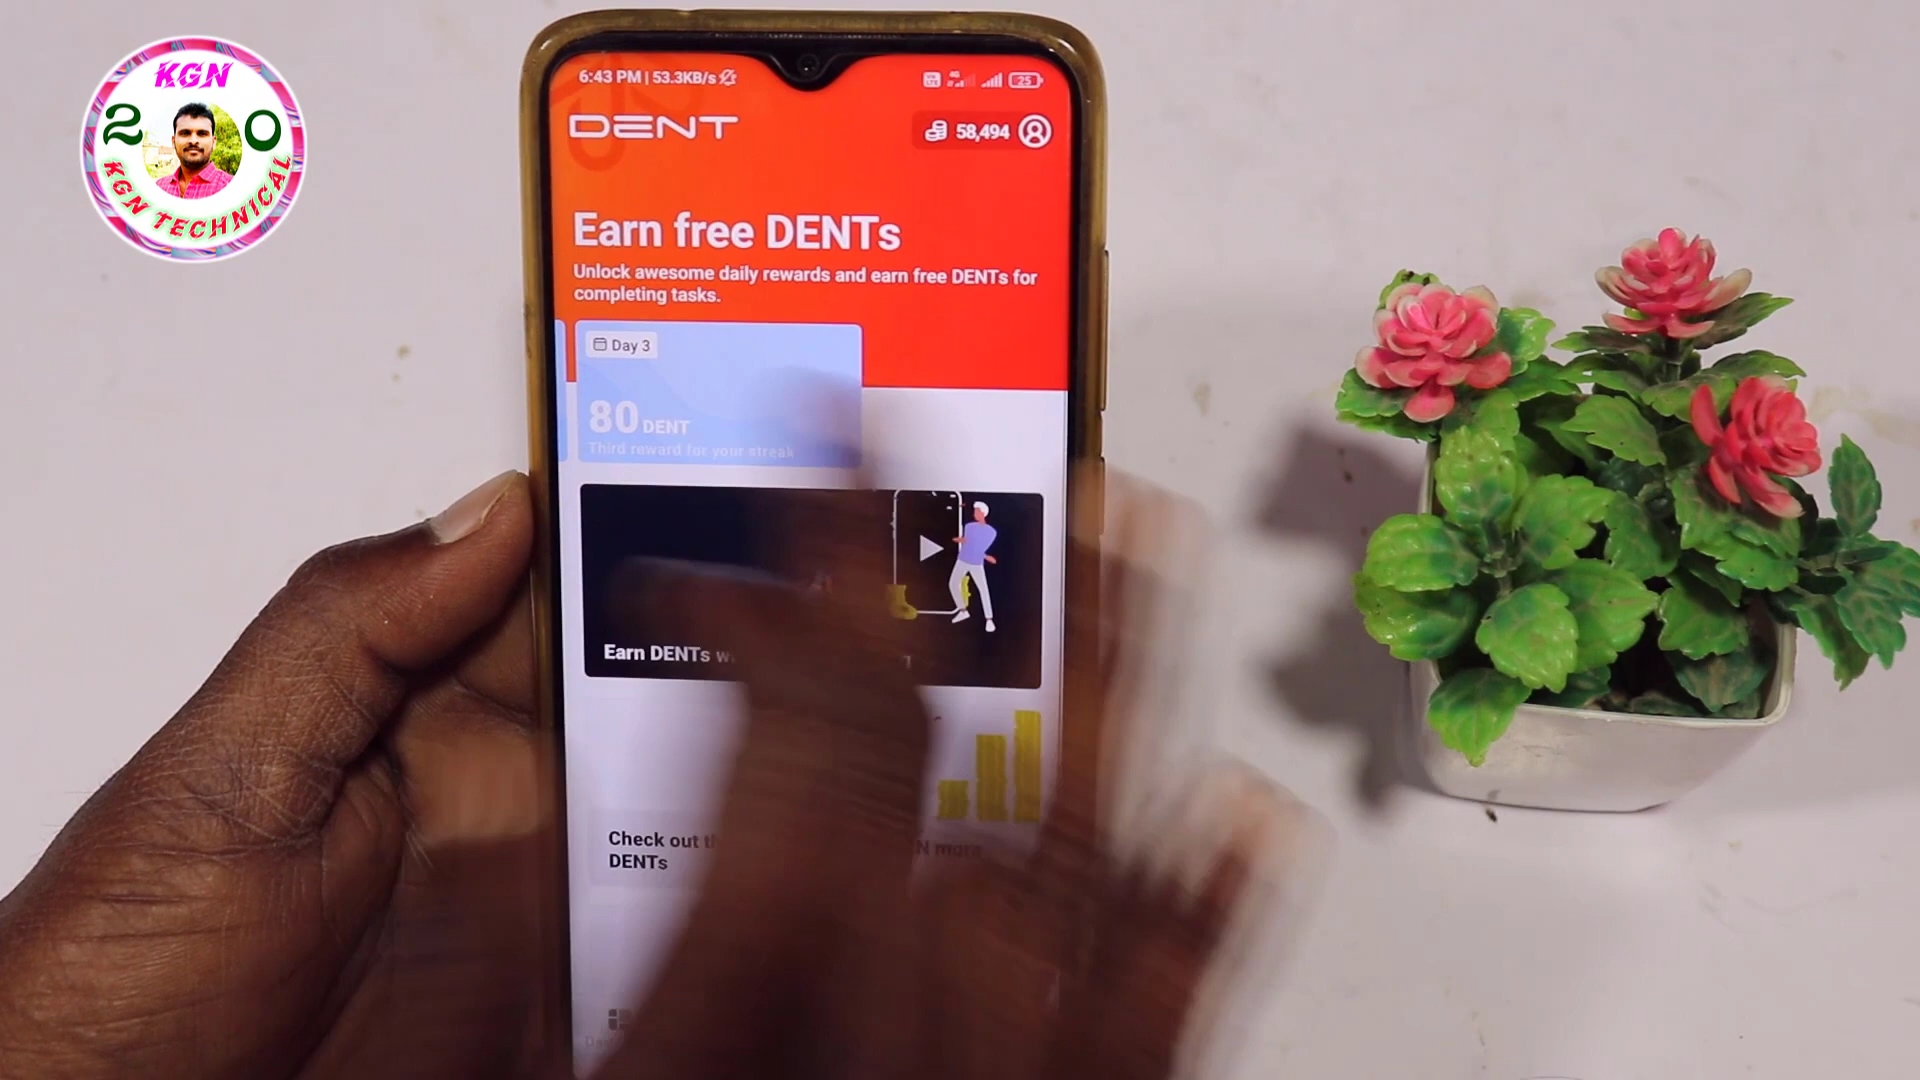 KGN
2 0
KGN TECHNICAL
6:43 PM | 53.3KB/s
4G
25
DENT
58,494
Earn free DENTs
Unlock awesome daily rewards and earn free DENTs for
completing tasks.
Day 3
80 DENT
Third reward for your streak
Earn DENTs
Check out
more
DENTs